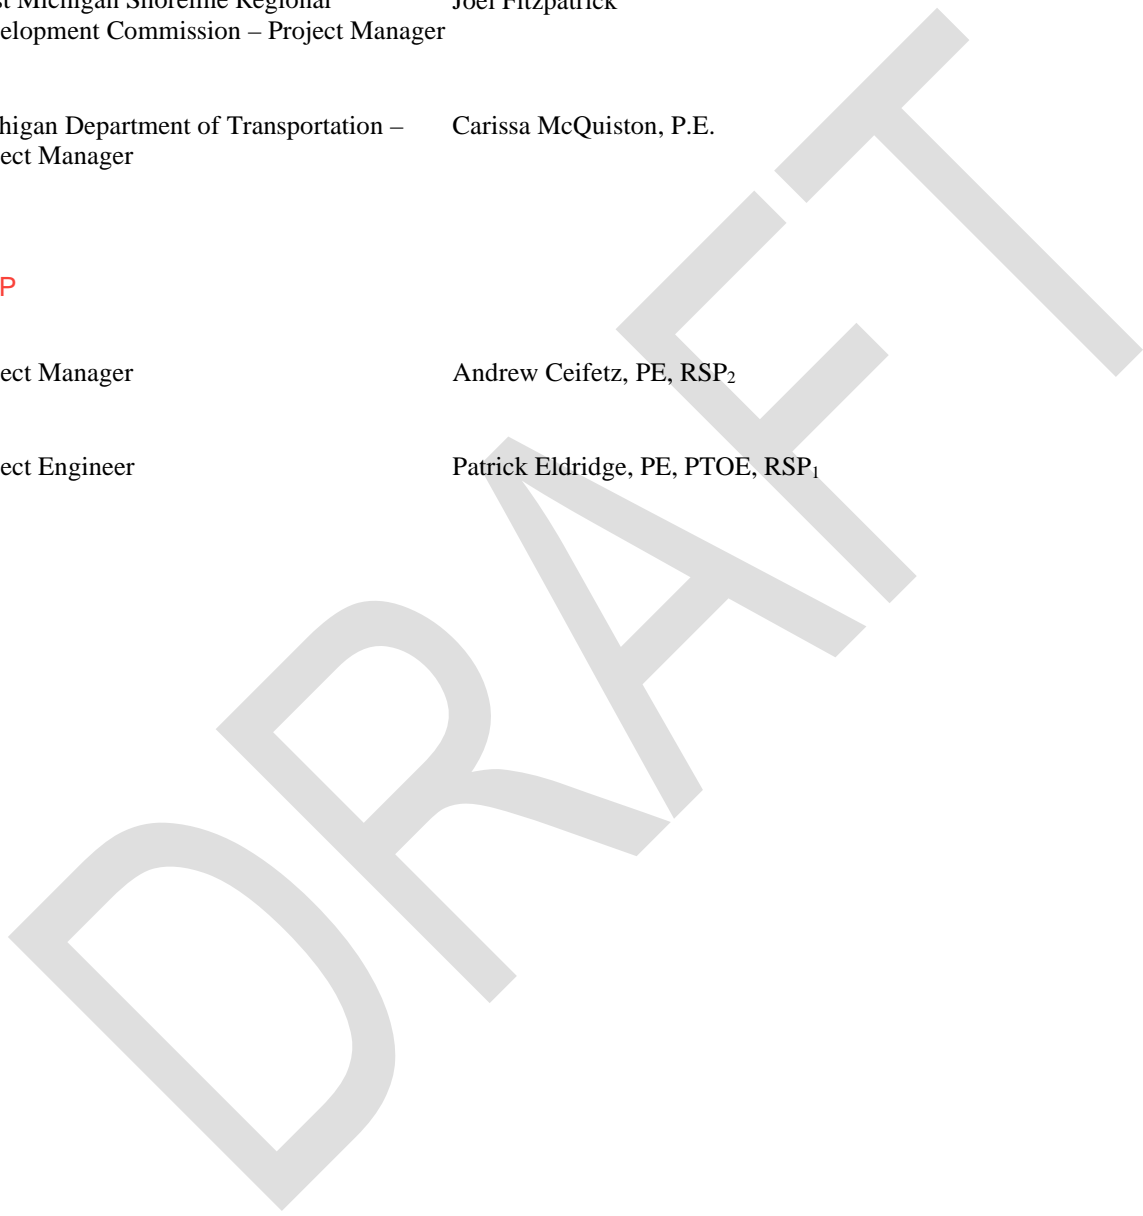 st Michigan Shoreline Regional Joel Fitzpatrick
elopment Commission – Project Manager
higan Department of Transportation – Carissa McQuiston, P.E.
ect Manager
P
ect Manager Andrew Ceifetz, PE, RSP2
ect Engineer Patrick Eldridge, PE, PTOE, RSP1
DRAFT